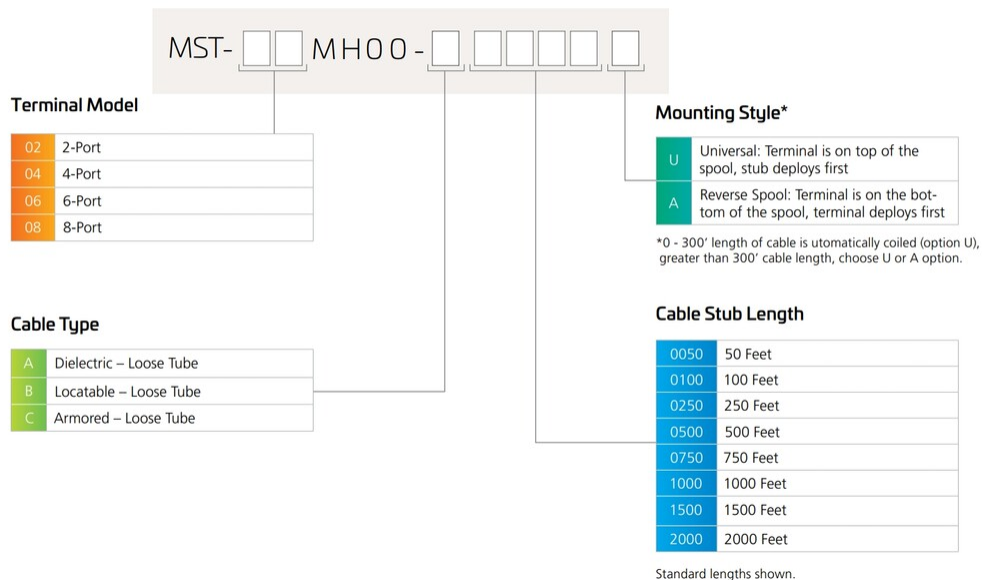 MST- MH00 -
Terminal Model
02 2-Port
04 4-Port
06 6-Port
08 8-Port
Cable Type
A Dielectric – Loose Tube
B Locatable – Loose Tube
C Armored – Loose Tube
Mounting Style*
U Universal: Terminal is on top of the
spool, stub deploys first
A Reverse Spool: Terminal is on the bot-
tom of the spool, terminal deploys first
*0 - 300’ length of cable is utomatically coiled (option U),
greater than 300’ cable length, choose U or A option.
Cable Stub Length
0050 50 Feet
0100 100 Feet
0250 250 Feet
0500 500 Feet
0750 750 Feet
1000 1000 Feet
1500 1500 Feet
2000 2000 Feet
Standard lengths shown.